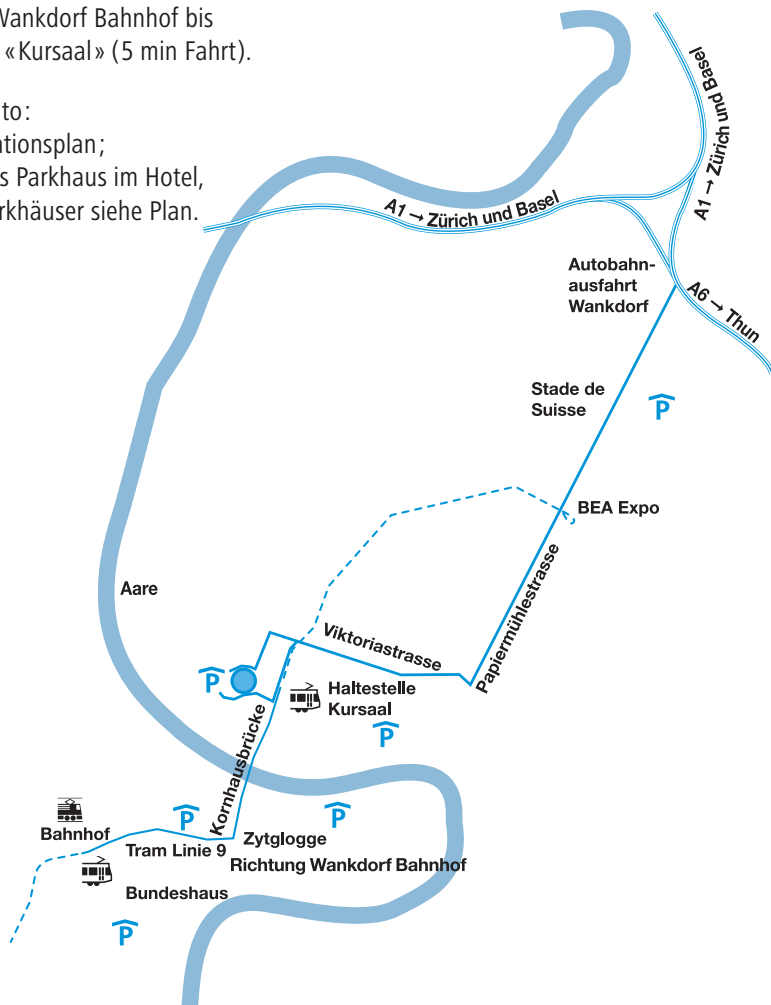 Wankdorf Bahnhof bis
«Kursaal» (5 min Fahrt).
to:
tionsplan;
s Parkhaus im Hotel,
rkhäuser siehe Plan.
A1 → Zürich und Basel
A1 → Zürich und Basel
Autobahn-
ausfahrt
Wankdorf
A6 → Thun
Stade de
Suisse
P
BEA Expo
Papiermühlestrasse
Aare
Viktoriastrasse
P
Haltestelle
Kursaal
P
Kornhausbrücke
P
P
Bahnhof
Tram Linie 9
Zytglogge
Richtung Wankdorf Bahnhof
Bundeshaus
P